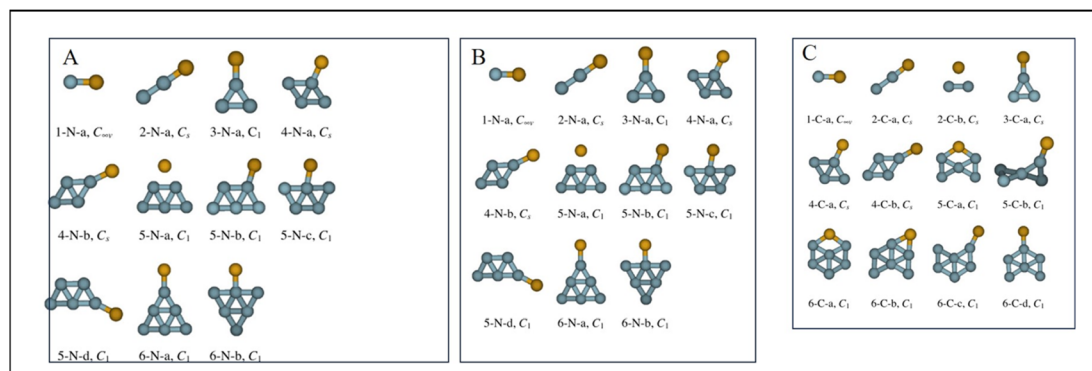 A
1-N-a, C∞v 2-N-a, Cs 3-N-a, C1 4-N-a, Cs
4-N-b, Cs 5-N-a, C1 5-N-b, C1 5-N-c, C1
5-N-d, C1 6-N-a, C1 6-N-b, C1
B
1-N-a, C∞v 2-N-a, Cs 3-N-a, C1 4-N-a, Cs
4-N-b, Cs 5-N-a, C1 5-N-b, C1 5-N-c, C1
5-N-d, C1 6-N-a, C1 6-N-b, C1
C
1-C-a, C∞v 2-C-a, Cs 2-C-b, Cs 3-C-a, Cs
4-C-a, Cs 4-C-b, Cs 5-C-a, C1 5-C-b, C1
6-C-a, C1 6-C-b, C1 6-C-c, C1 6-C-d, C1